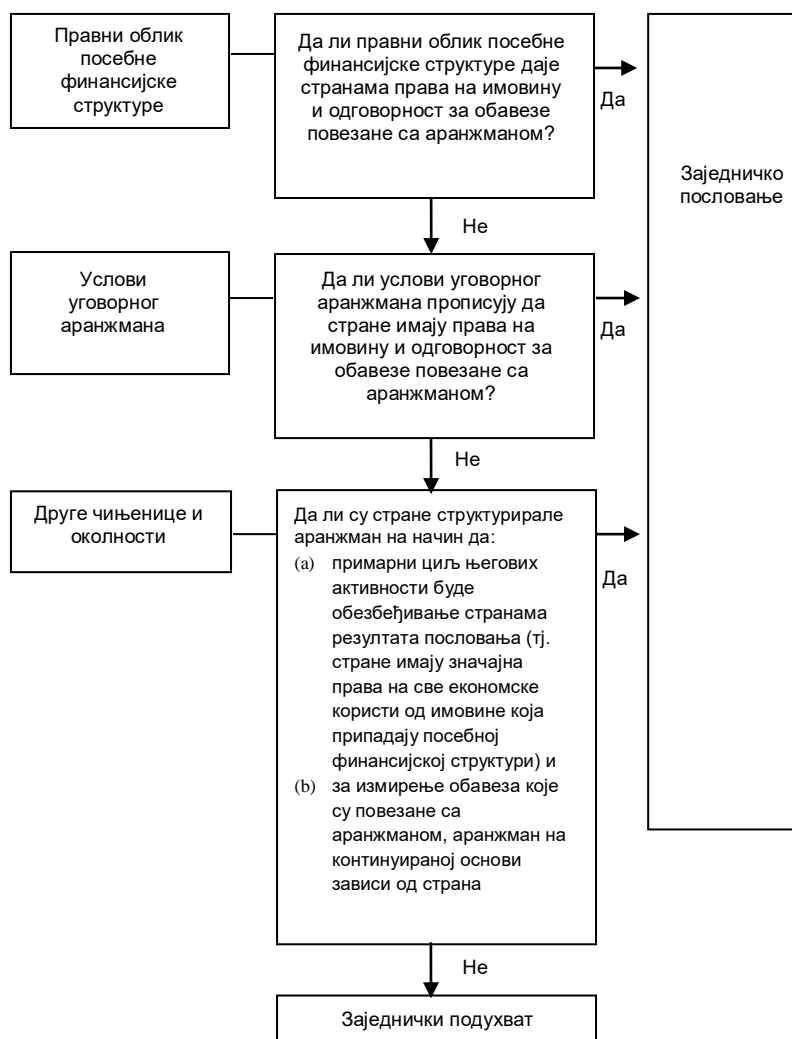 Правни облик
посебне
финансијске
структуре
Да ли правни облик посебне
финансијске структуре даје
странама права на имовину
и одговорност за обавезе
повезане са аранжманом?
Да
Заједничко
пословање
Не
Услови
уговорног
аранжмана
Да ли услови уговорног
аранжмана прописују да
стране имају права на
имовину и одговорност за
обавезе повезане са
аранжманом?
Да
Не
Друге чињенице и
околности
Да ли су стране структурирале
аранжман на начин да:
(a) примарни циљ његових
активности буде
обезбеђивање странама
резултата пословања (тј.
стране имају значајна
права на све економске
користи од имовине која
припадају посебној
финансијској структури) и
(b) за измирење обавеза које
су повезане са
аранжманом, аранжман на
континуираној основи
зависи од страна
Да
Не
Заједнички подухват